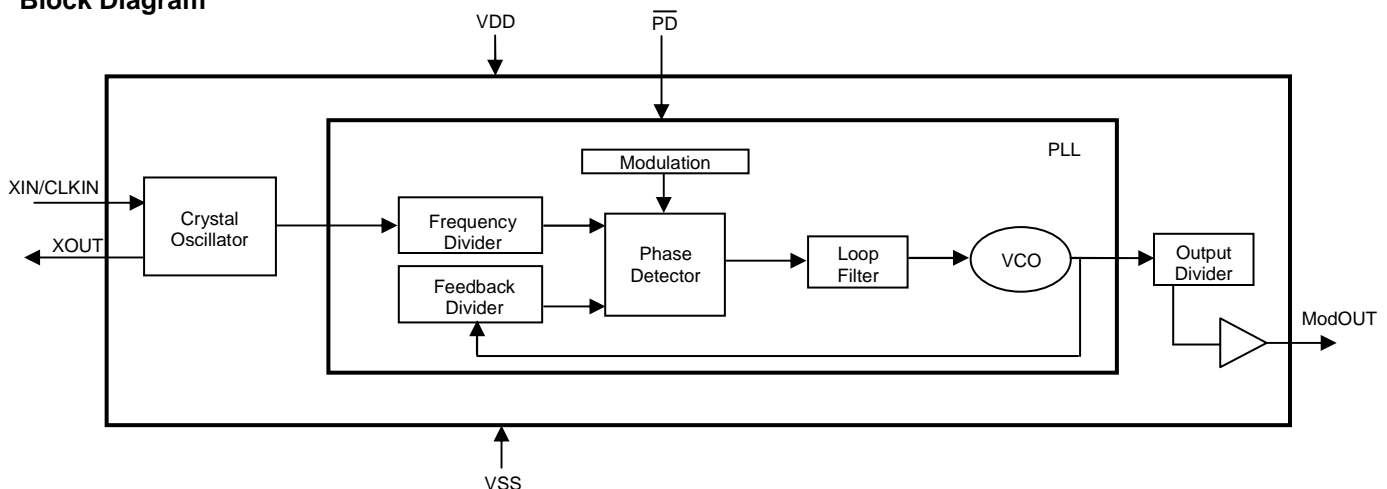 Block Diagram
VDD
PD
PLL
Modulation
XIN/CLKIN
XOUT
Crystal
Oscillator
Frequency
Divider
Feedback
Divider
Phase
Detector
Loop
Filter
VCO
Output
Divider
ModOUT
VSS